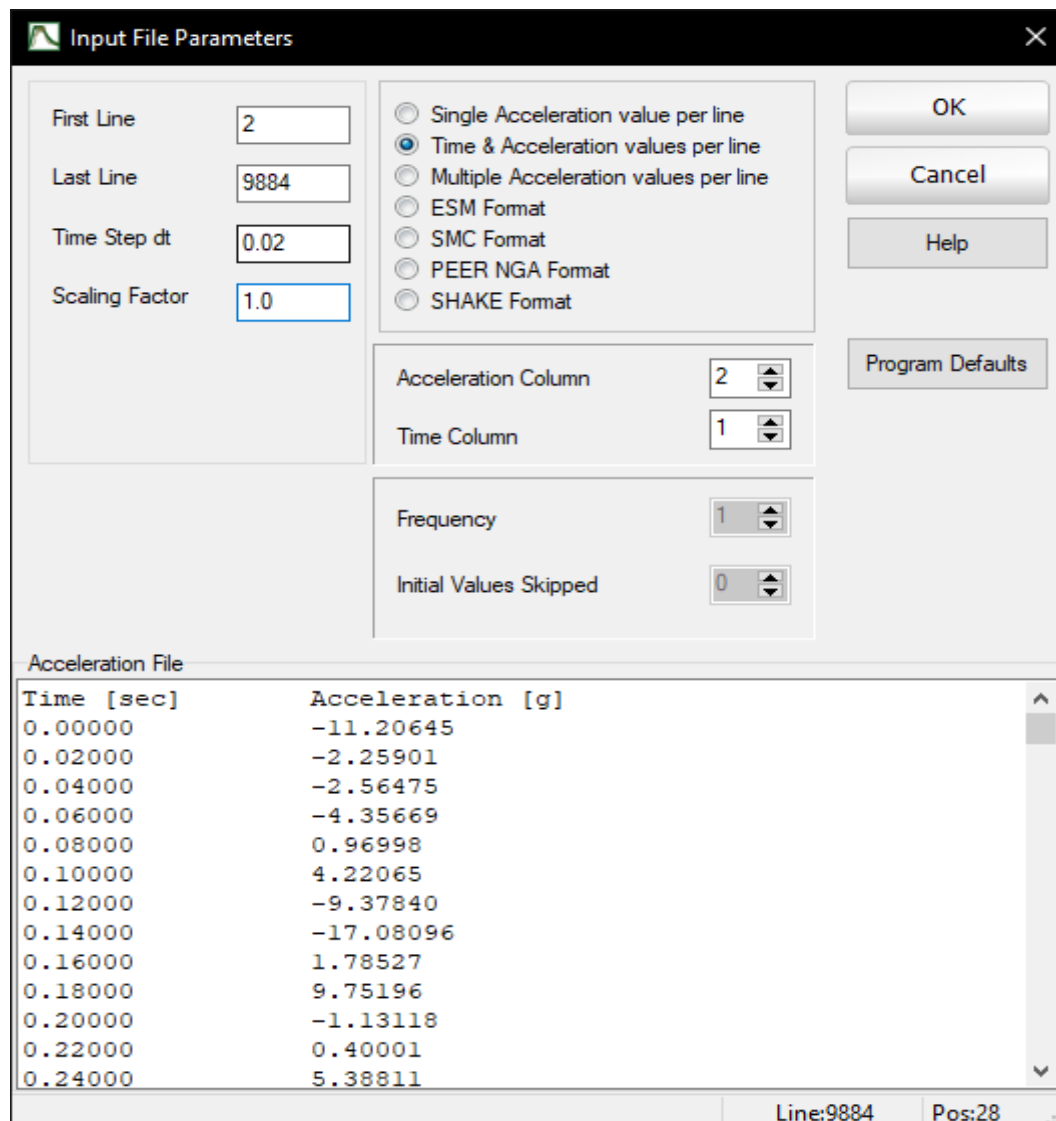 Input File Parameters
First Line 2
Last Line 9884
Time Step dt 0.02
Scaling Factor 1.0
Single Acceleration value per line
Time & Acceleration values per line
Multiple Acceleration values per line
ESM Format
SMC Format
PEER NGA Format
SHAKE Format
OK
Cancel
Help
Program Defaults
Acceleration Column 2
Time Column 1
Frequency 1
Initial Values Skipped 0
Acceleration File
Time [sec] Acceleration [g]
0.00000 -11.20645
0.02000 -2.25901
0.04000 -2.56475
0.06000 -4.35669
0.08000 0.96998
0.10000 4.22065
0.12000 -9.37840
0.14000 -17.08096
0.16000 1.78527
0.18000 9.75196
0.20000 -1.13118
0.22000 0.40001
0.24000 5.38811
Line:9884 Pos:28